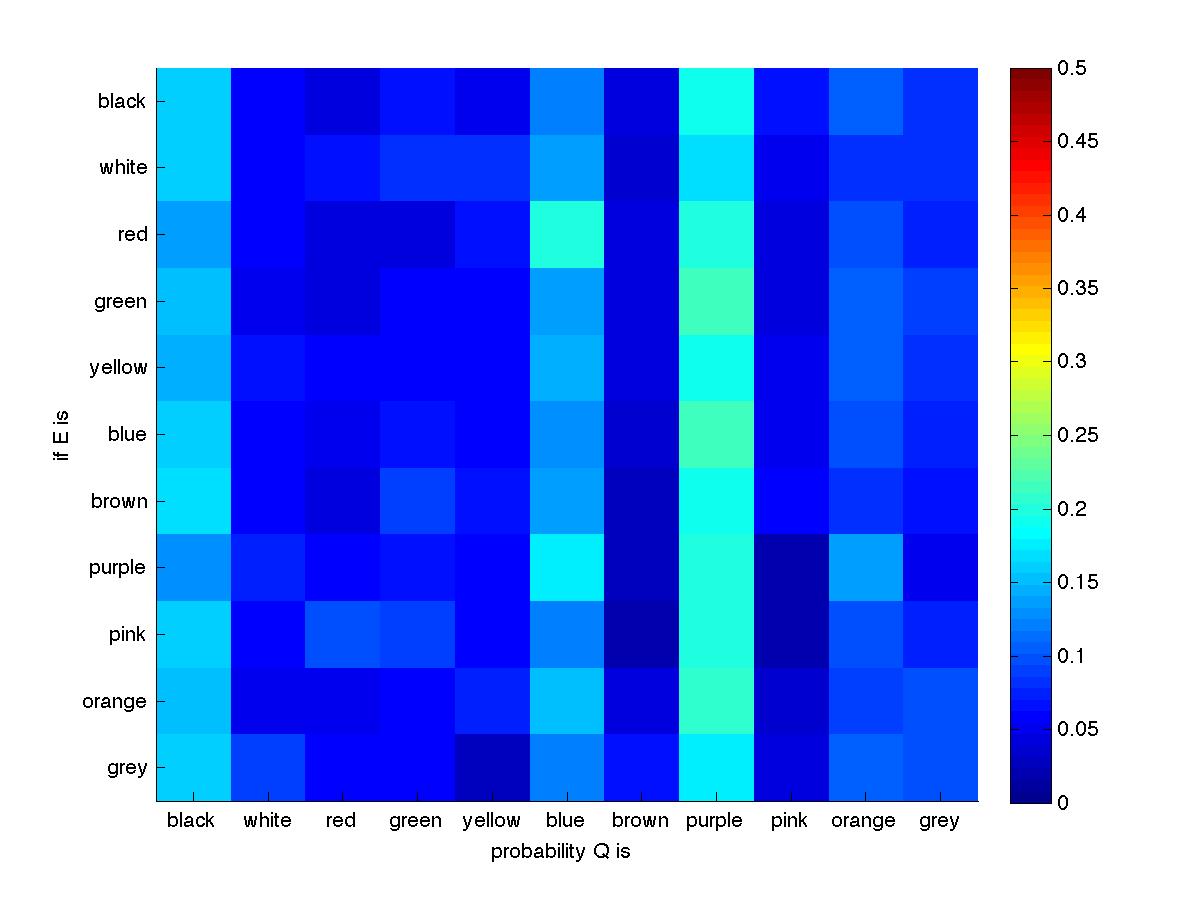 black
white
red
green
yellow
blue
brown
purple
pink
orange
grey
if E is
black white red green yellow blue brown purple pink orange grey
probability Q is
0.5
0.45
0.4
0.35
0.3
0.25
0.2
0.15
0.1
0.05
0